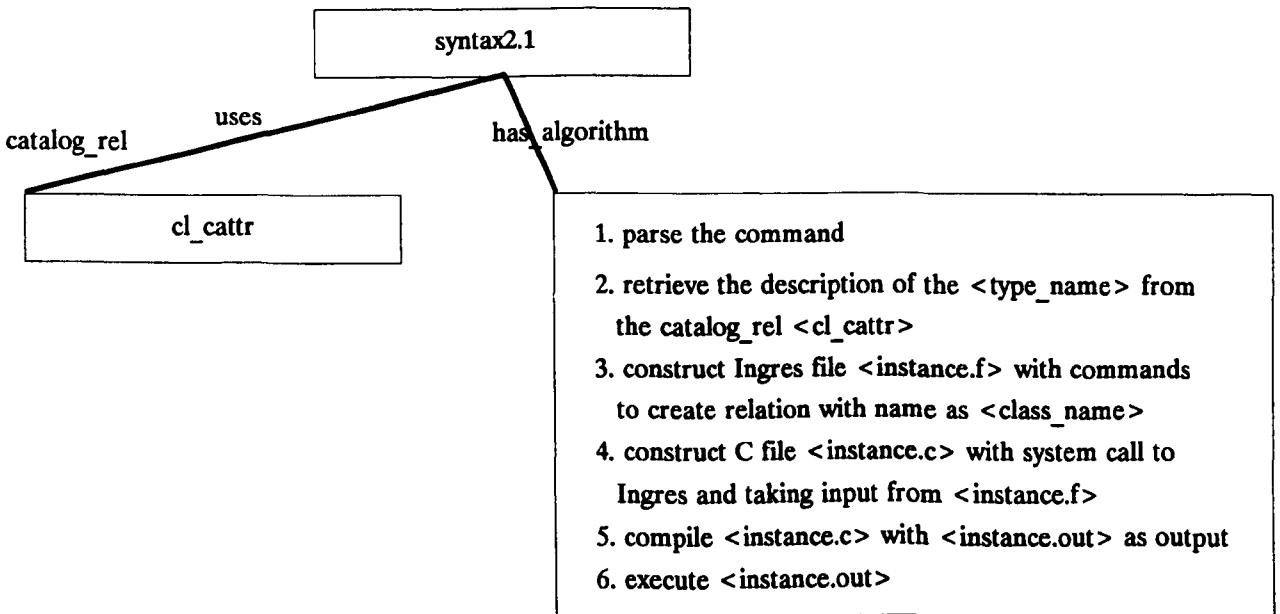 syntax2.1
uses
catalog_rel
has_algorithm
cl_cattr
1. parse the command
2. retrieve the description of the <type_name> from
the catalog_rel <cl_cattr>
3. construct Ingres file <instance.f> with commands
to create relation with name as <class_name>
4. construct C file <instance.c> with system call to
Ingres and taking input from <instance.f>
5. compile <instance.c> with <instance.out> as output
6. execute <instance.out>